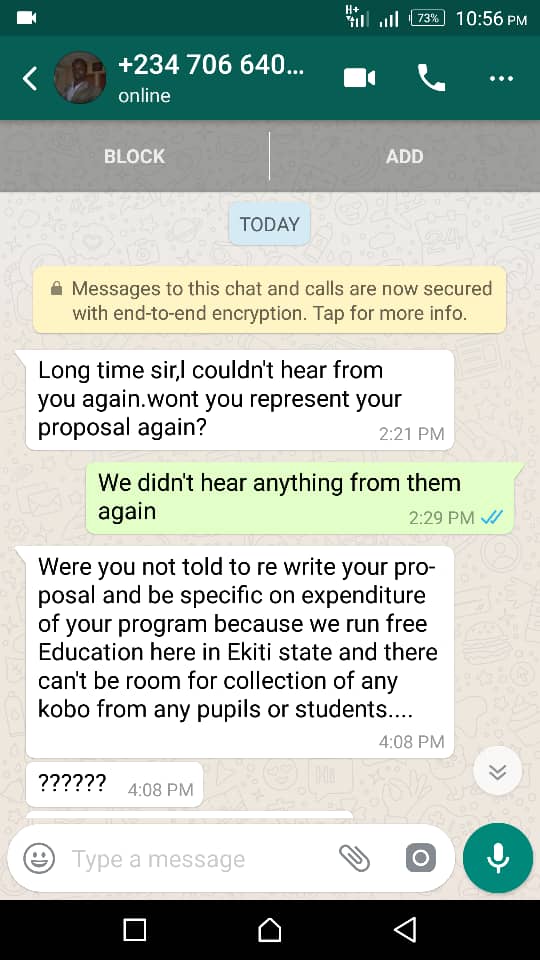 H+
73% 10:56 PM
+234 706 640...
online
BLOCK ADD
TODAY
Messages to this chat and calls are now secured
with end-to-end encryption. Tap for more info.
Long time sir,l couldn't hear from
you again.wont you represent your
proposal again?
2:21 PM
We didn't hear anything from them
again
2:29 PM
Were you not told to re write your pro-
posal and be specific on expenditure
of your program because we run free
Education here in Ekiti state and there
can't be room for collection of any
kobo from any pupils or students....
4:08 PM
?????? 4:08 PM
Type a message